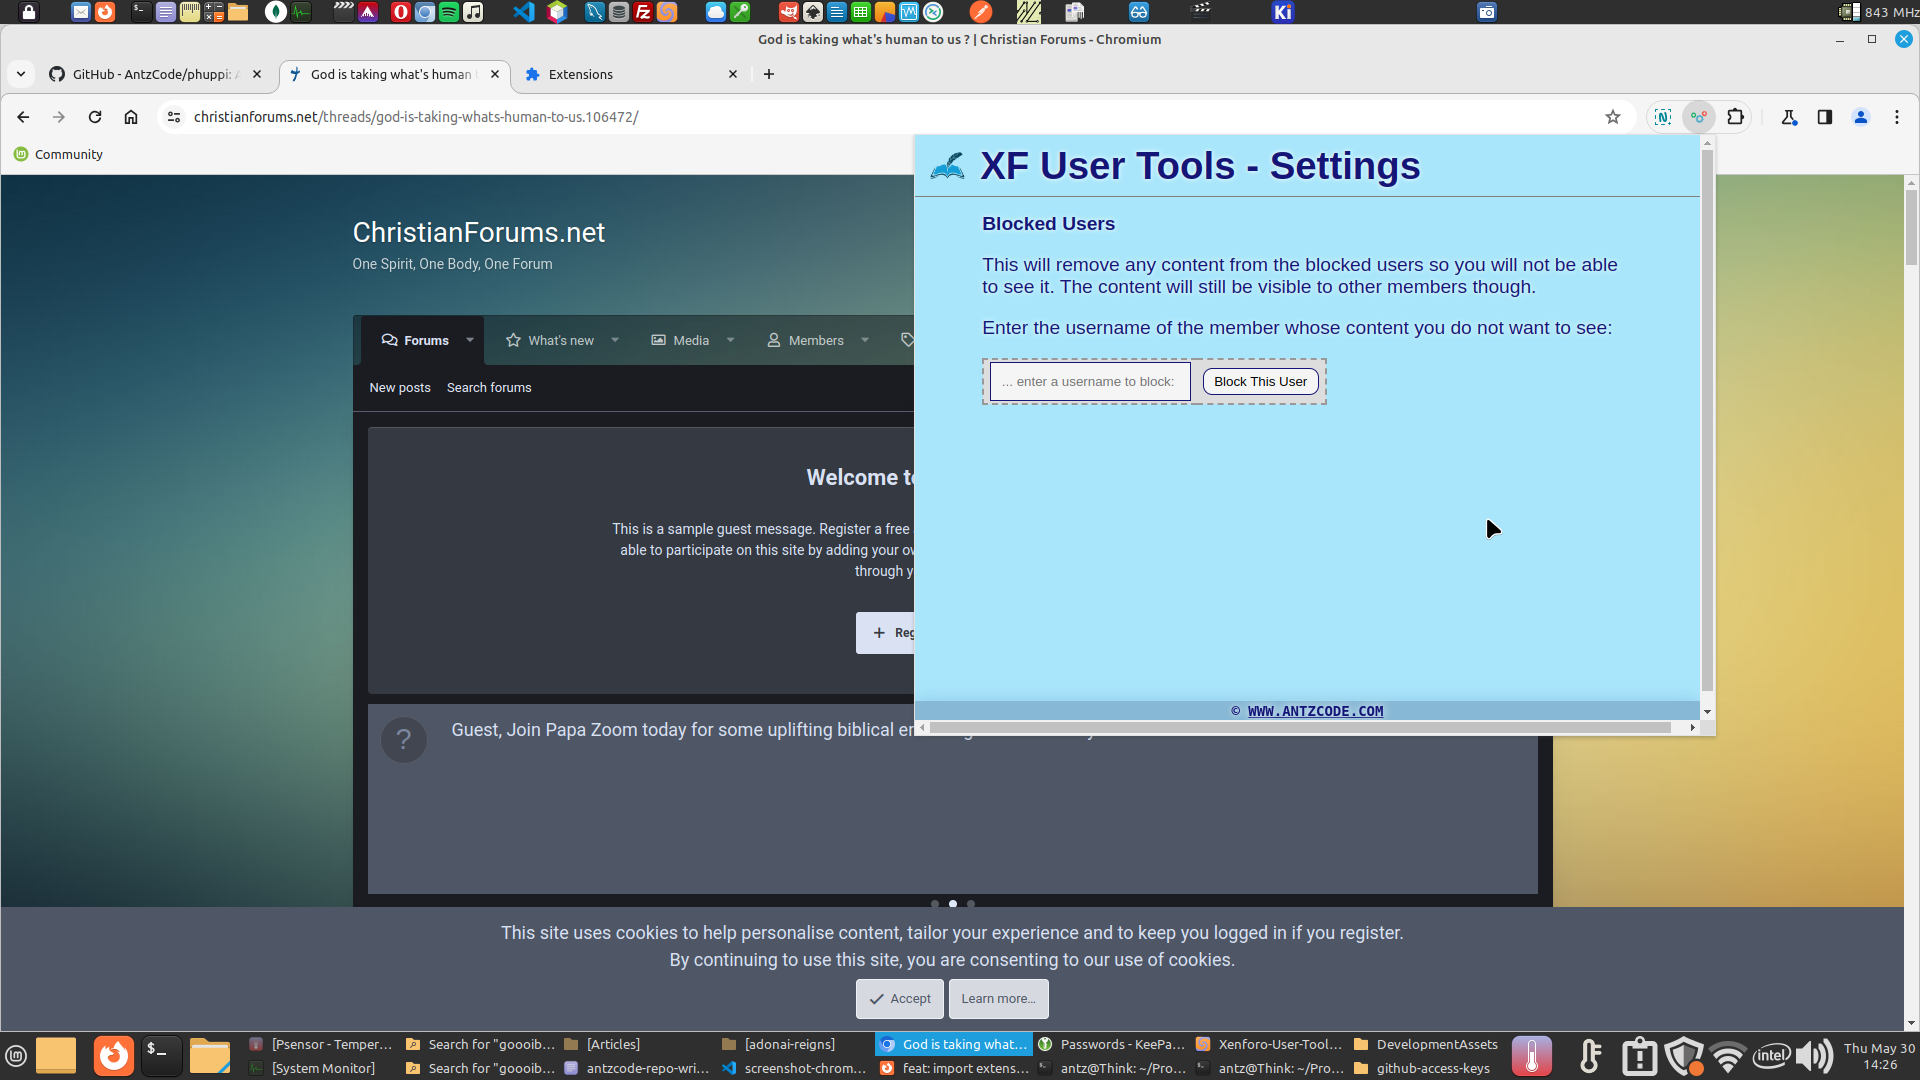 843 MHz
God is taking what's human to us ? | Christian Forums - Chromium
GitHub - AntzCode/phuppi:
God is taking what's human
Extensions
christianforums.net/threads/god-is-taking-whats-human-to-us.106472/
Community
XF User Tools - Settings
Blocked Users
This will remove any content from the blocked users so you will not be able
to see it. The content will still be visible to other members though.
Enter the username of the member whose content you do not want to see:
... enter a username to block:
Block This User
© WWW.ANTZCODE.COM
ChristianForums.net
One Spirit, One Body, One Forum
Forums
What's new
Media
Members
New posts
Search forums
Welcome to
This is a sample guest message. Register a free
able to participate on this site by adding your
through
Reg
Guest, Join Papa Zoom today for some uplifting biblical
This site uses cookies to help personalise content, tailor your experience and to keep you logged in if you register.
By continuing to use this site, you are consenting to our use of cookies.
Accept
Learn more...
[Psensor - Temper...
Search for "goooib...
[Articles]
[adonai-reigns]
God is taking what...
Passwords - KeePa...
Xenforo-User-Tool...
DevelopmentAssets
[System Monitor]
Search for "goooib...
antzcode-repo-wri...
screenshot-chrom...
feat: import extens...
antz@Think: ~/Pro...
antz@Think: ~/Pro...
github-access-keys
intel
Thu May 30
14:26